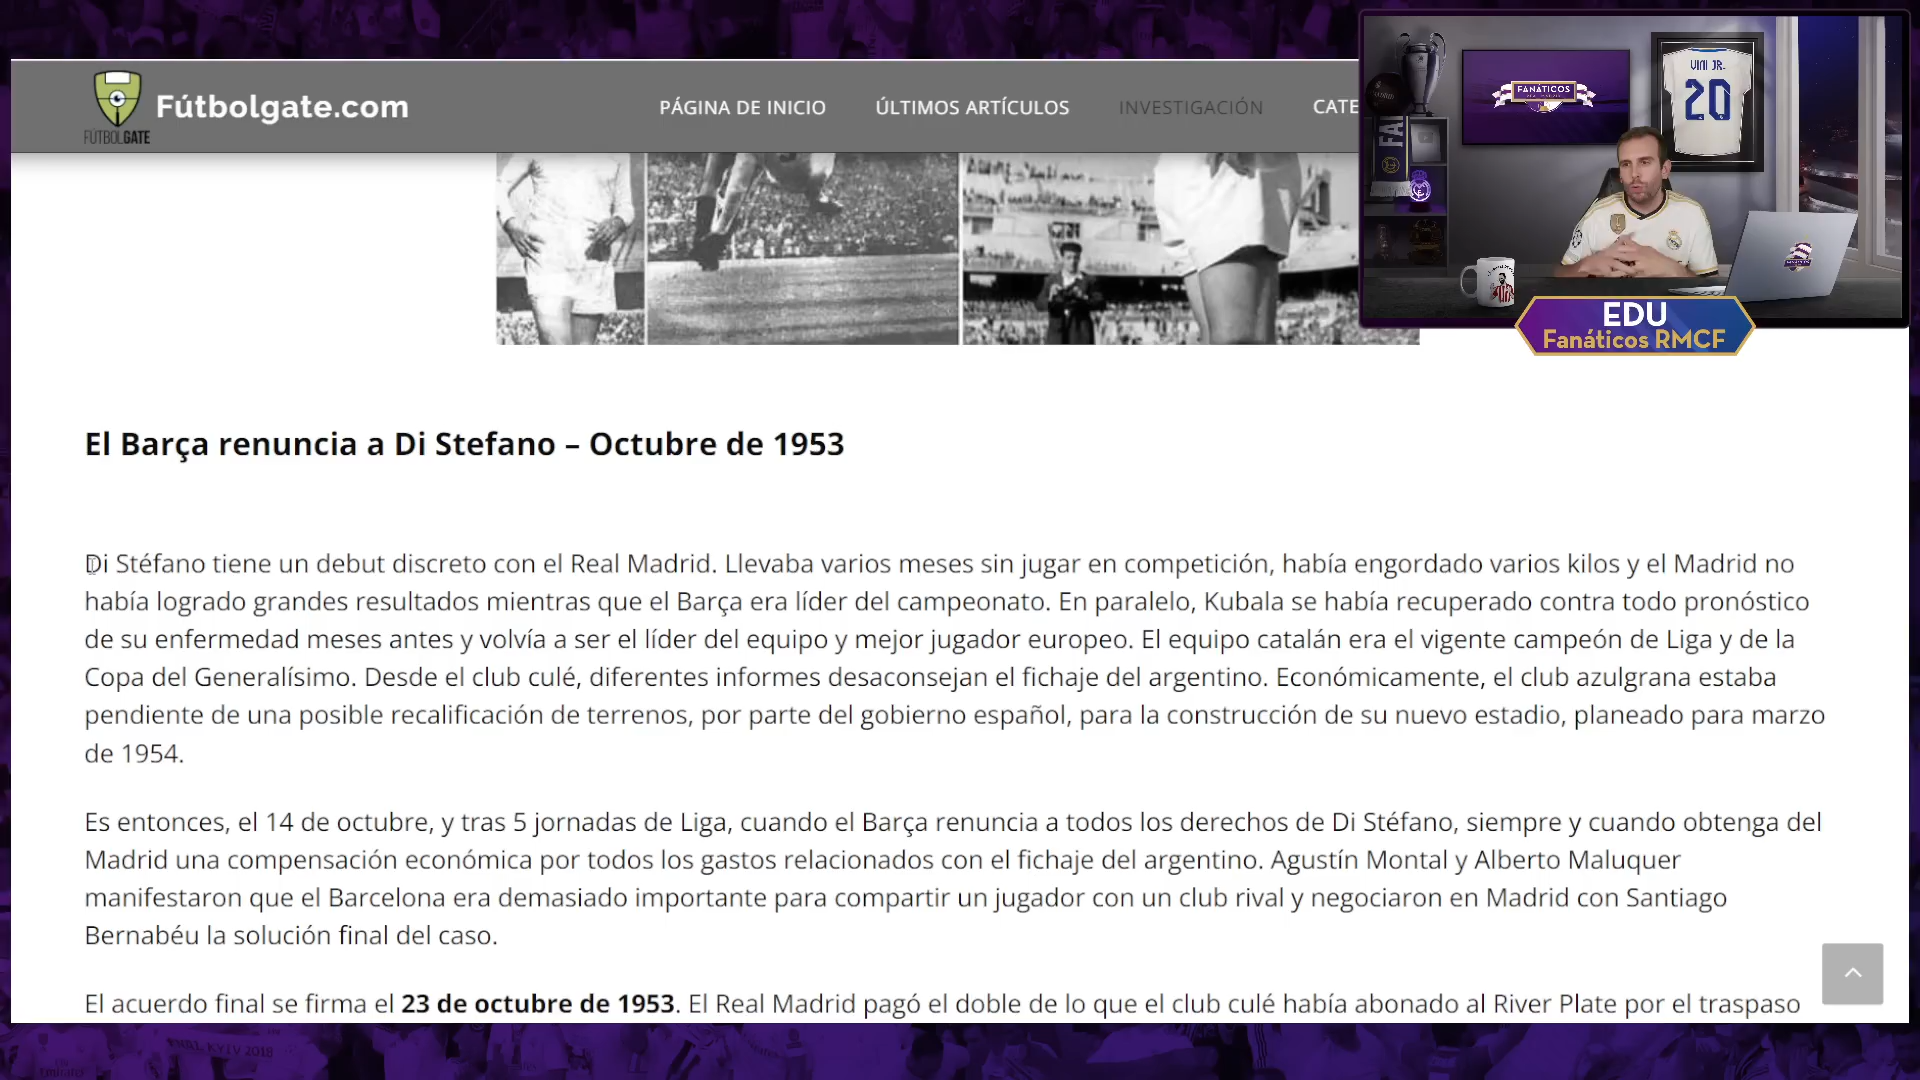 Fútbolgate.com
FÚTBOLGATE
PÁGINA DE INICIO
ÚLTIMOS ARTÍCULOS
INVESTIGACIÓN
CATE
FANÁTICOS
VINI JR.
20
EDU
Fanáticos RMCF
El Barça renuncia a Di Stefano – Octubre de 1953
Di Stéfano tiene un debut discreto con el Real Madrid. Llevaba varios meses sin jugar en competición, había engordado varios kilos y el Madrid no
había logrado grandes resultados mientras que el Barça era líder del campeonato. En paralelo, Kubala se había recuperado contra todo pronóstico
de su enfermedad meses antes y volvía a ser el líder del equipo y mejor jugador europeo. El equipo catalán era el vigente campeón de Liga y de la
Copa del Generalísimo. Desde el club culé, diferentes informes desaconsejan el fichaje del argentino. Económicamente, el club azulgrana estaba
pendiente de una posible recalificación de terrenos, por parte del gobierno español, para la construcción de su nuevo estadio, planeado para marzo
de 1954.
Es entonces, el 14 de octubre, y tras 5 jornadas de Liga, cuando el Barça renuncia a todos los derechos de Di Stéfano, siempre y cuando obtenga del
Madrid una compensación económica por todos los gastos relacionados con el fichaje del argentino. Agustín Montal y Alberto Maluquer
manifestaron que el Barcelona era demasiado importante para compartir un jugador con un club rival y negociaron en Madrid con Santiago
Bernabéu la solución final del caso.
El acuerdo final se firma el 23 de octubre de 1953. El Real Madrid pagó el doble de lo que el club culé había abonado al River Plate por el traspaso
KYIV 2018